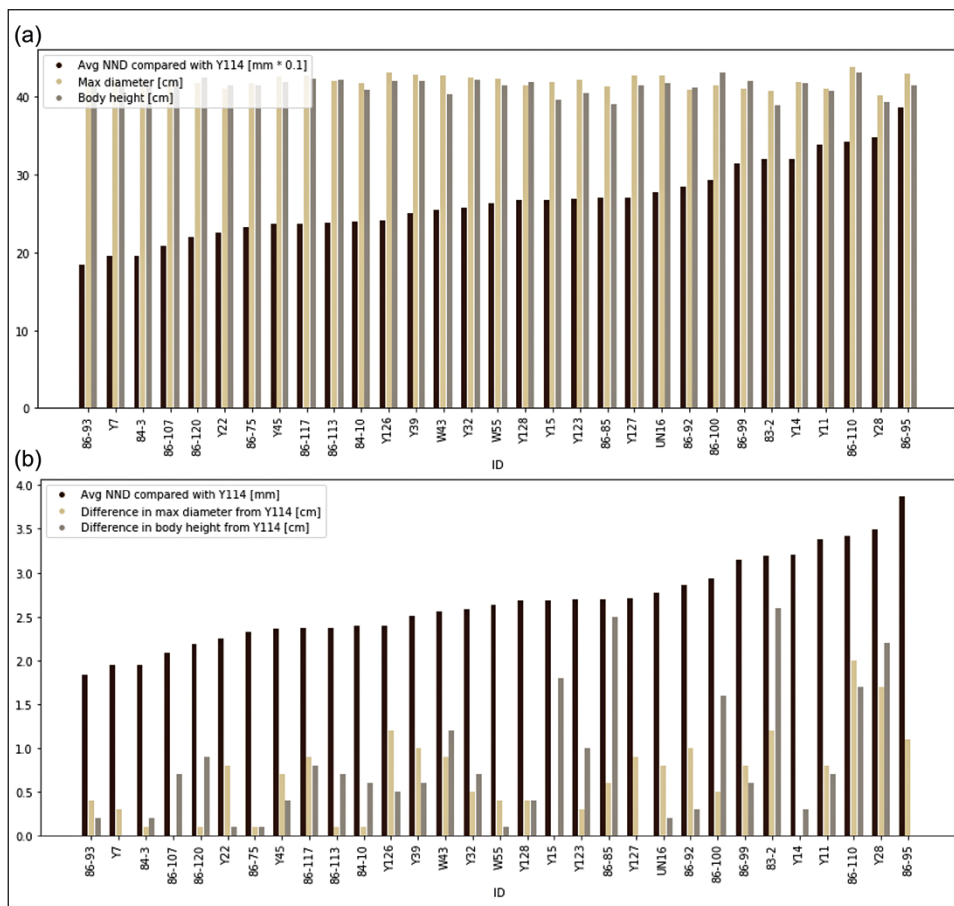 (a)
Avg NND compared with Y114 [mm * 0.1]
Max diameter [cm]
Body height [cm]
40
30
20
10
0
86-93 Y7 84-3 86-107 86-120 Y22 86-75 Y45 86-117 86-113 84-10 Y126 Y39 W43 Y32 W55 Y128 Y15 Y123 86-85 Y127 UN16 86-92 86-100 86-99 83-2 Y14 Y11 86-110 Y28 86-95
ID
(b)
Avg NND compared with Y114 [mm]
Difference in max diameter from Y114 [cm]
Difference in body height from Y114 [cm]
4.0
3.5
3.0
2.5
2.0
1.5
1.0
0.5
0.0
86-93 Y7 84-3 86-107 86-120 Y22 86-75 Y45 86-117 86-113 84-10 Y126 Y39 W43 Y32 W55 Y128 Y15 Y123 86-85 Y127 UN16 86-92 86-100 86-99 83-2 Y14 Y11 86-110 Y28 86-95
ID